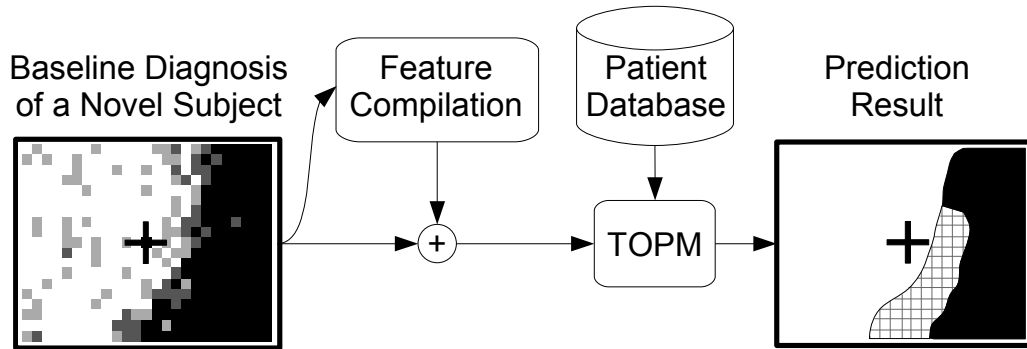 Baseline Diagnosis
of a Novel Subject
Feature
Compilation
Patient
Database
Prediction
Result
+
TOPM